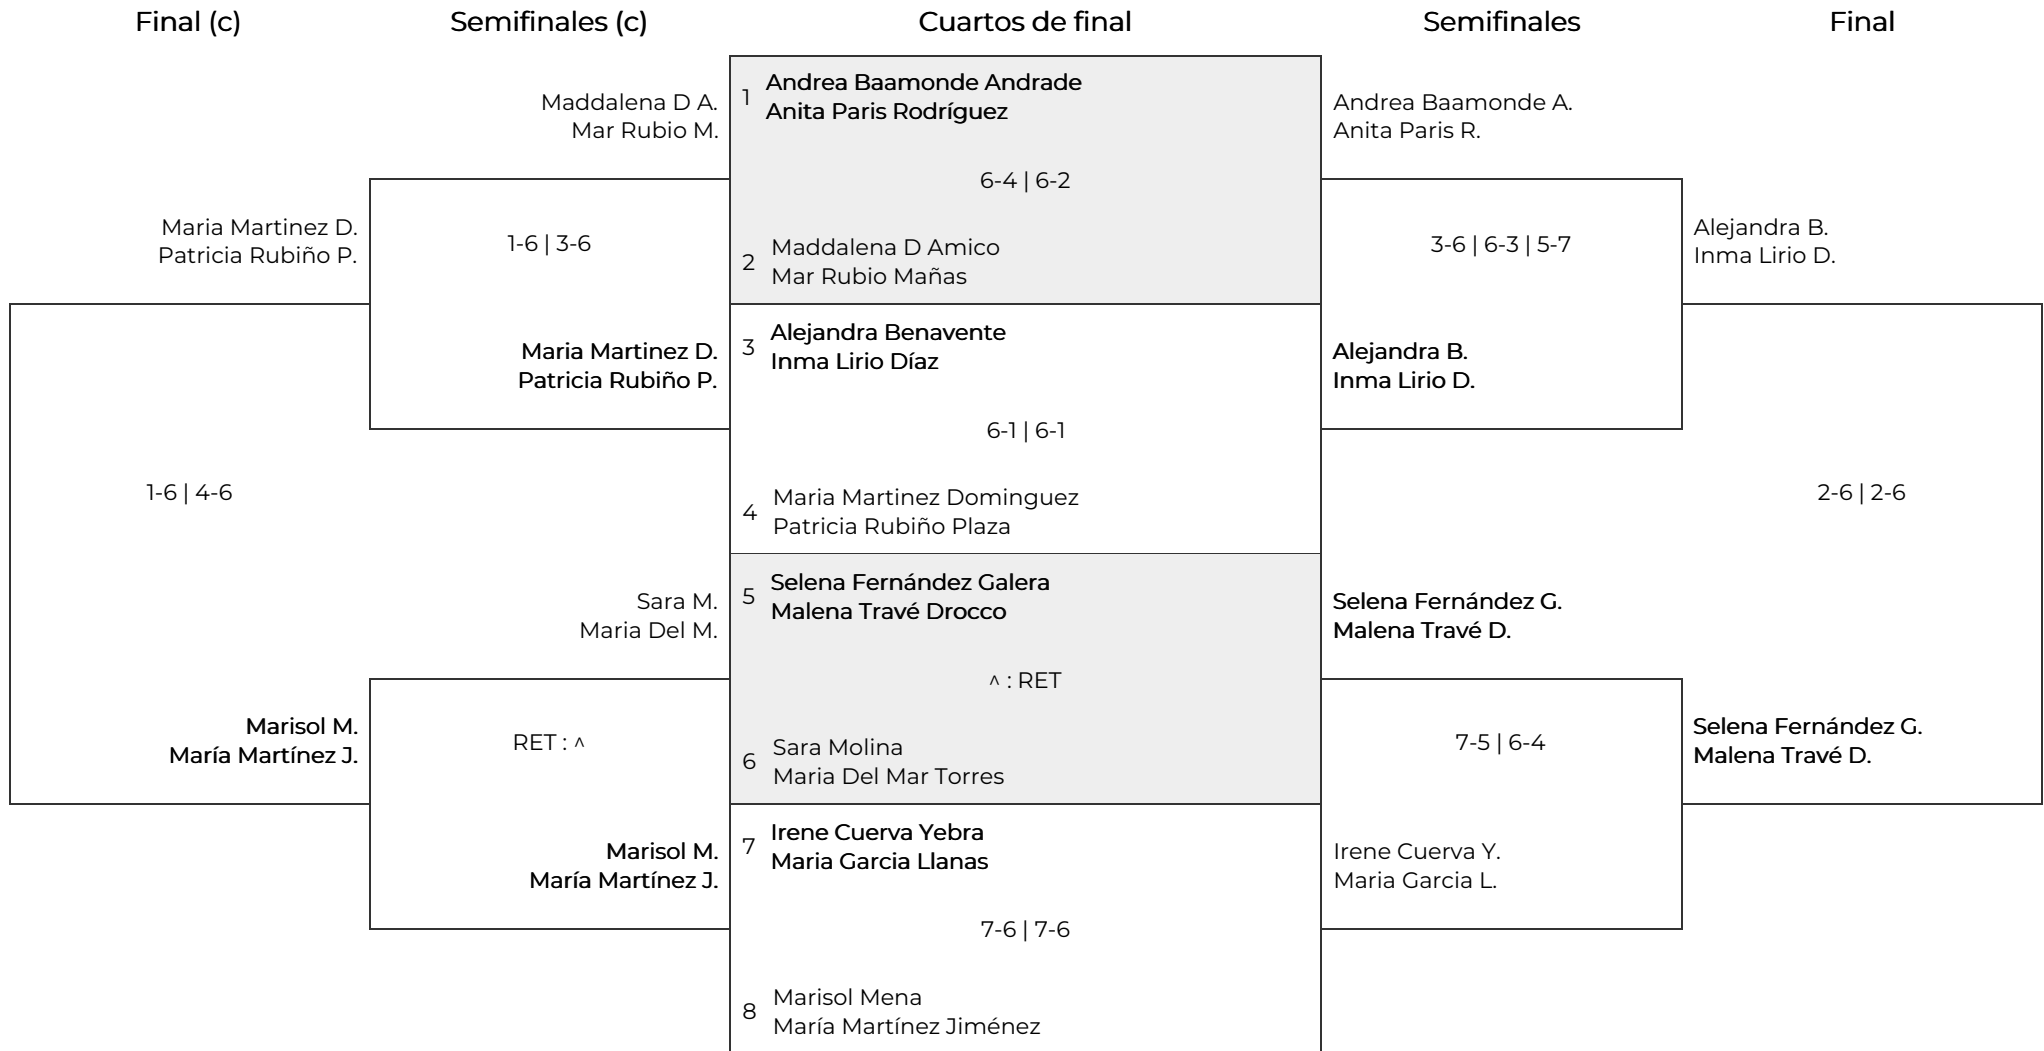 Final (c)
Semifinales (c)
Cuartos de final
Semifinales
Final
Maria Martinez D.
Patricia Rubiño P.
1-6 | 4-6
Marisol M.
María Martínez J.
Maddalena D A.
Mar Rubio M.
1-6 | 3-6
Maria Martinez D.
Patricia Rubiño P.
Sara M.
Maria Del M.
RET : ^
Marisol M.
María Martínez J.
1
Andrea Baamonde Andrade
Anita Paris Rodríguez
6-4 | 6-2
2
Maddalena D Amico
Mar Rubio Mañas
3
Alejandra Benavente
Inma Lirio Díaz
6-1 | 6-1
4
Maria Martinez Dominguez
Patricia Rubiño Plaza
5
Selena Fernández Galera
Malena Travé Drocco
^ : RET
6
Sara Molina
Maria Del Mar Torres
7
Irene Cuerva Yebra
Maria Garcia Llanas
7-6 | 7-6
8
Marisol Mena
María Martínez Jiménez
Andrea Baamonde A.
Anita Paris R.
3-6 | 6-3 | 5-7
Alejandra B.
Inma Lirio D.
Selena Fernández G.
Malena Travé D.
7-5 | 6-4
Irene Cuerva Y.
Maria Garcia L.
Alejandra B.
Inma Lirio D.
2-6 | 2-6
Selena Fernández G.
Malena Travé D.